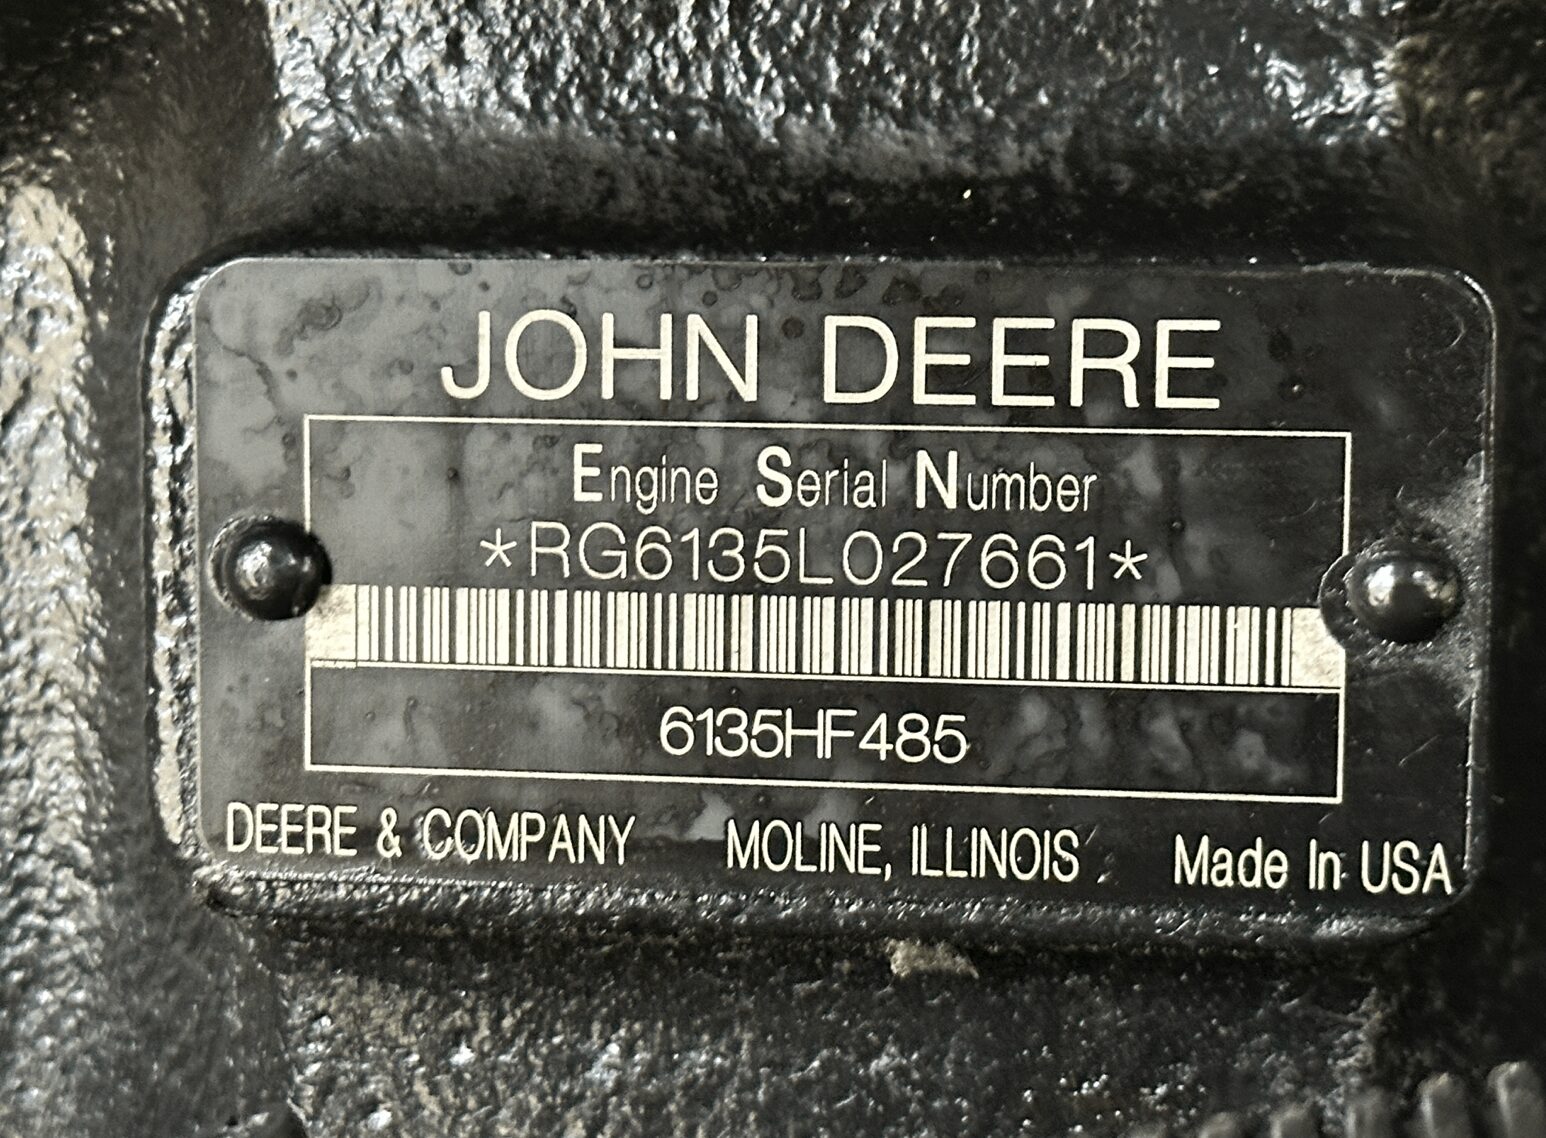 JOHN DEERE
Engine Serial Number
*RG6135L027661*
6135HF485
DEERE & COMPANY MOLINE, ILLINOIS Made In USA